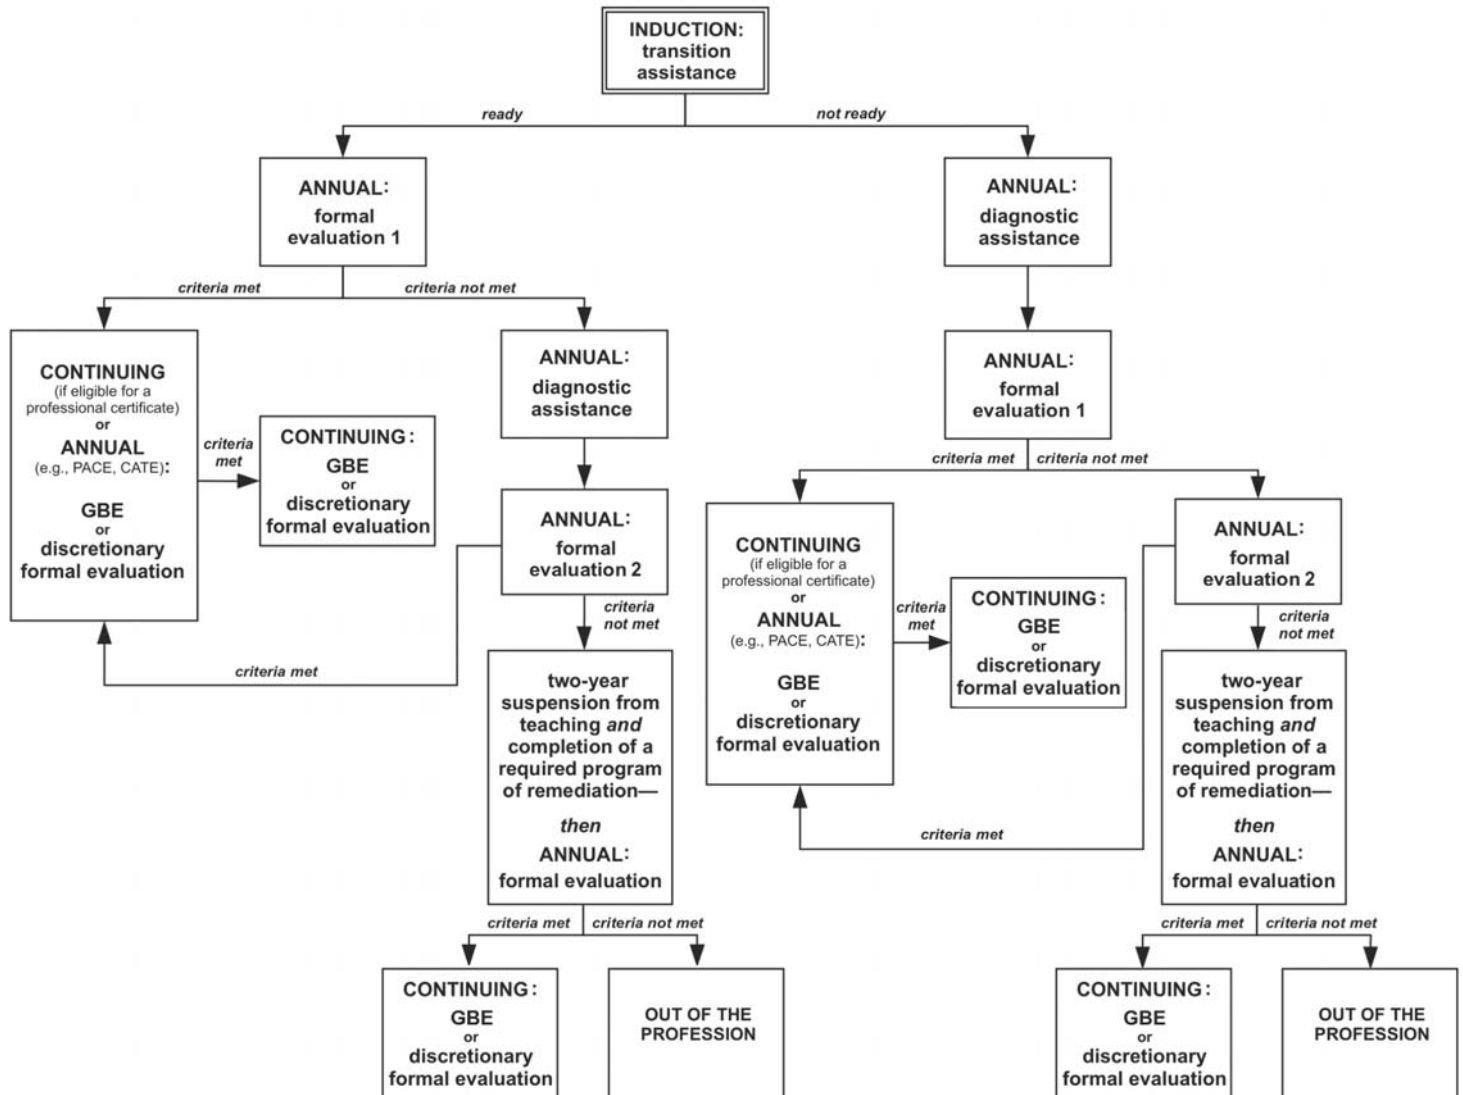 INDUCTION:
transition
assistance
ready
not ready
ANNUAL:
formal
evaluation 1
ANNUAL:
diagnostic
assistance
criteria met
criteria not met
CONTINUING
(if eligible for a
professional certificate)
or
ANNUAL
(e.g., PACE, CATE):
GBE
or
discretionary
formal evaluation
criteria
met
CONTINUING:
GBE
or
discretionary
formal evaluation
ANNUAL:
diagnostic
assistance
ANNUAL:
formal
evaluation 2
criteria
not met
criteria met
two-year
suspension from
teaching and
completion of a
required program
of remediation—
then
ANNUAL:
formal evaluation
criteria met
criteria not met
CONTINUING:
GBE
or
discretionary
formal evaluation
OUT OF THE
PROFESSION
ANNUAL:
formal
evaluation 1
criteria met
criteria not met
CONTINUING
(if eligible for a
professional certificate)
or
ANNUAL
(e.g., PACE, CATE):
GBE
or
discretionary
formal evaluation
criteria
met
CONTINUING:
GBE
or
discretionary
formal evaluation
ANNUAL:
formal
evaluation 2
criteria
not met
criteria met
two-year
suspension from
teaching and
completion of a
required program
of remediation—
then
ANNUAL:
formal evaluation
criteria met
criteria not met
CONTINUING:
GBE
or
discretionary
formal evaluation
OUT OF THE
PROFESSION